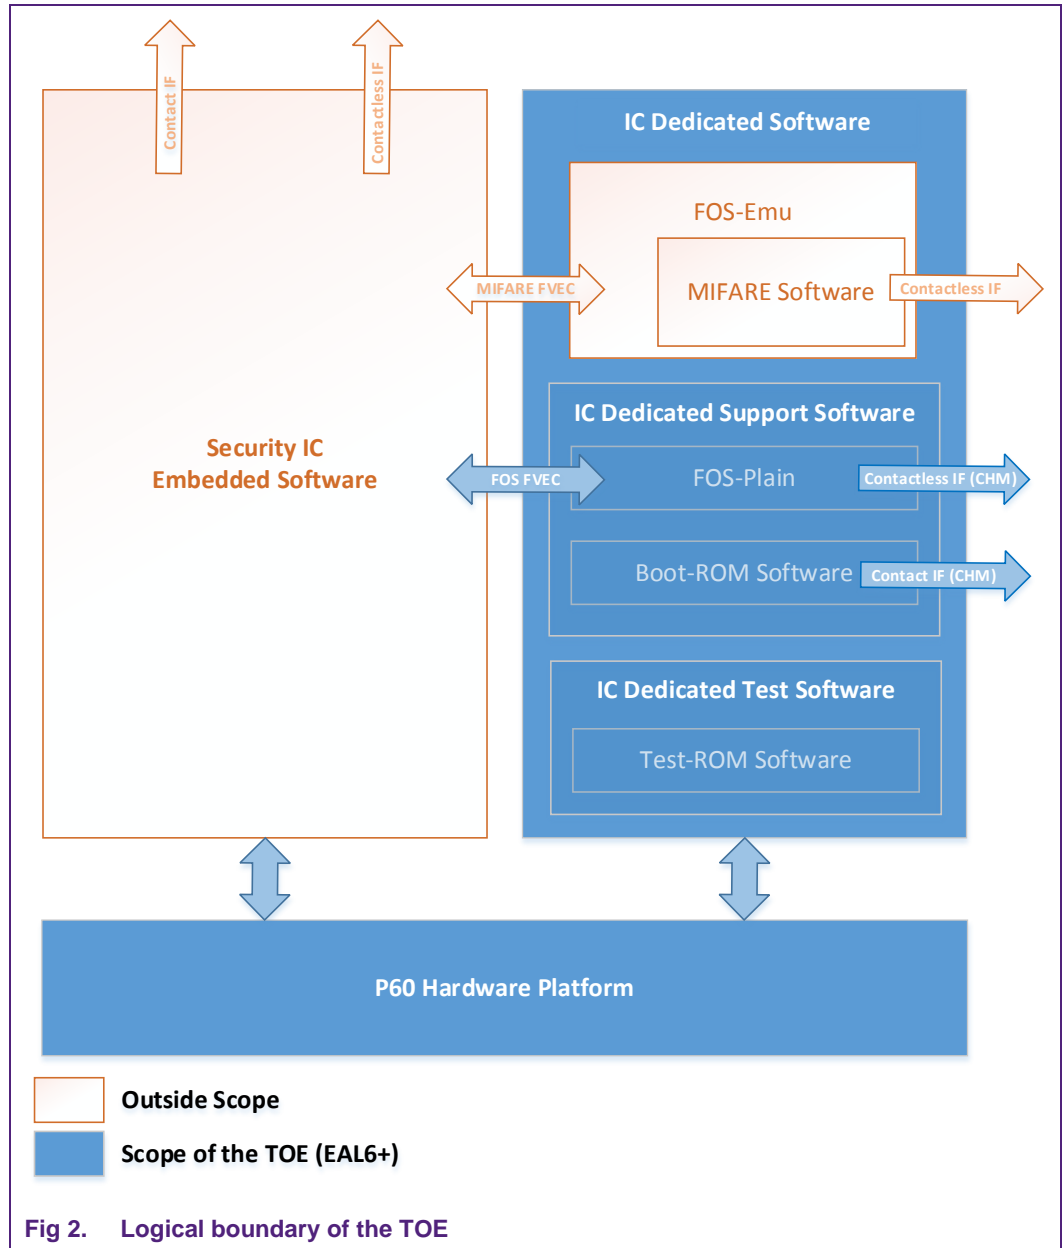 Contact IF
Contactless IF
IC Dedicated Software
FOS-Emu
MIFARE FVEC
MIFARE Software
Contactless IF
IC Dedicated Support Software
Security IC
Embedded Software
FOS FVEC
FOS-Plain
Contactless IF (CHM)
Boot-ROM Software
Contact IF (CHM)
IC Dedicated Test Software
Test-ROM Software
P60 Hardware Platform
Outside Scope
Scope of the TOE (EAL6+)
Fig 2. Logical boundary of the TOE